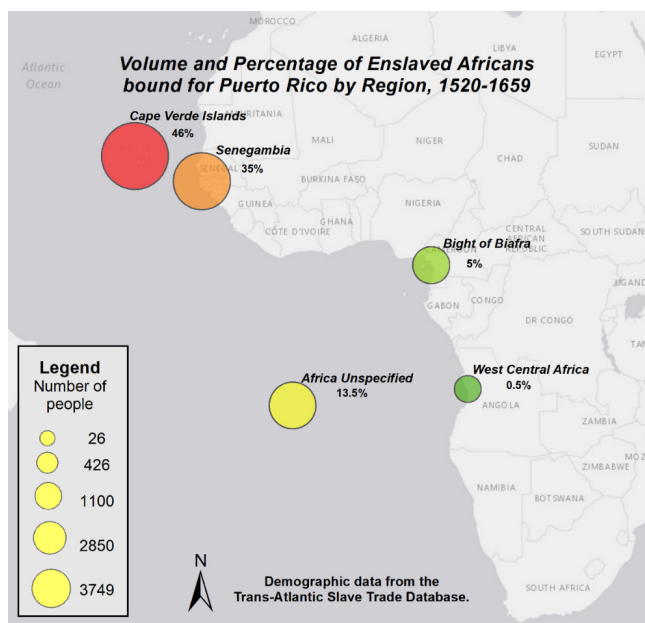 MOROCCO
ALGERIA
LIBYA
EGYPT
Atlantic
Ocean
Volume and Percentage of Enslaved Africans
bound for Puerto Rico by Region, 1520-1659
Cape Verde Islands
46%
MALI
NIGER
CHAD
SUDAN
Senegambia
35%
BURKINA FASO
GUINEA
NIGERIA
GHANA
CÔTE D'IVOIRE
CENTRAL
AFRICAN
REPUBLIC
SOUTH SUDAN
Bight of Biafra
5%
GABON
CONGO
DR CONGO
Africa Unspecified
13.5%
West Central Africa
0.5%
ANGOLA
ZAMBIA
ZIMBABWE
NAMIBIA
BOTSWANA
SOUTH AFRICA
Legend
Number of
people
26
426
1100
2850
3749
N
Demographic data from the
Trans-Atlantic Slave Trade Database.